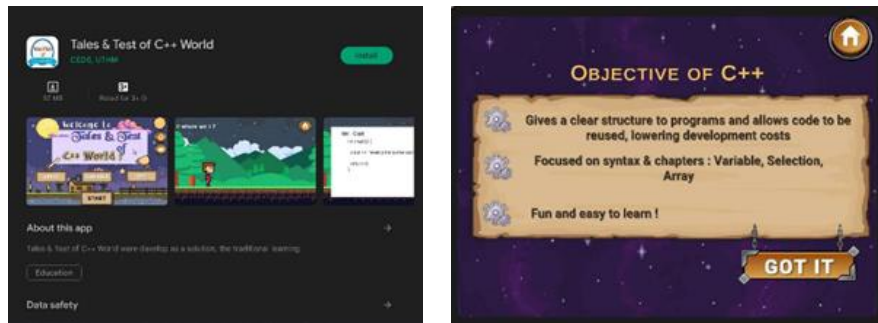 Tales & Test of C++ World
CEDS, UTHM
Install
Rated for 3+
Welcome to
Tales & Test
C++ World
START
About this app
Tales & Test of C++ World were develop as a solution, the traditional learning
Education
Data safety
OBJECTIVE OF C++
Gives a clear structure to programs and allows code to be
reused, lowering development costs
Focused on syntax & chapters : Variable, Selection,
Array
Fun and easy to learn !
GOT IT